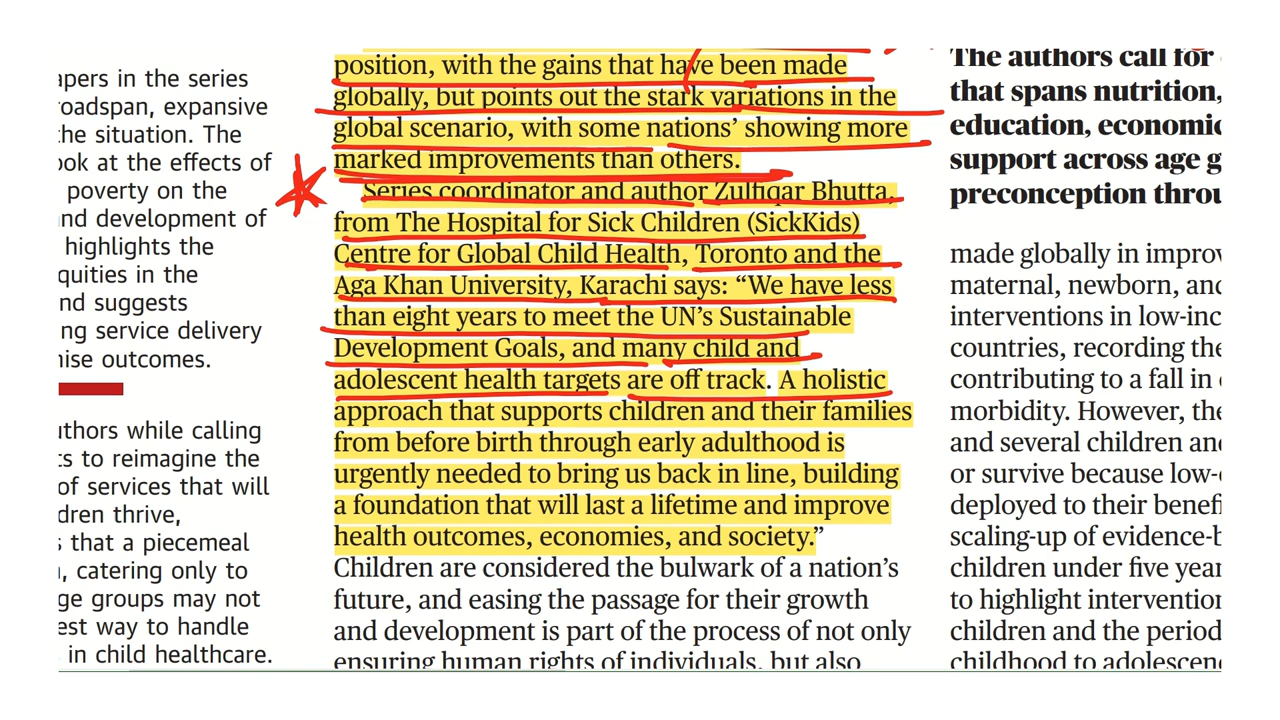 apers in the series
roadspan, expansive
the situation. The
ook at the effects of
poverty on the
nd development of
highlights the
quities in the
nd suggests
ng service delivery
nise outcomes.
uthors while calling
ts to reimagine the
of services that will
dren thrive,
s that a piecemeal
, catering only to
ge groups may not
est way to handle
in child healthcare.
position, with the gains that have been made
globally, but points out the stark variations in the
global scenario, with some nations’ showing more
marked improvements than others.
Series coordinator and author Zulfiqar Bhutta,
from The Hospital for Sick Children (SickKids)
Centre for Global Child Health, Toronto and the
Aga Khan University, Karachi says: “We have less
than eight years to meet the UN’s Sustainable
Development Goals, and many child and
adolescent health targets are off track. A holistic
approach that supports children and their families
from before birth through early adulthood is
urgently needed to bring us back in line, building
a foundation that will last a lifetime and improve
health outcomes, economies, and society.”
Children are considered the bulwark of a nation’s
future, and easing the passage for their growth
and development is part of the process of not only
ensuring human rights of individuals, but also
The authors call for
that spans nutrition,
education, economic
support across age g
preconception throu
made globally in improv
maternal, newborn, and
interventions in low-inc
countries, recording the
contributing to a fall in
morbidity. However, the
and several children and
or survive because low-
deployed to their benefi
scaling-up of evidence-b
children under five year
to highlight intervention
children and the period
childhood to adolescenc